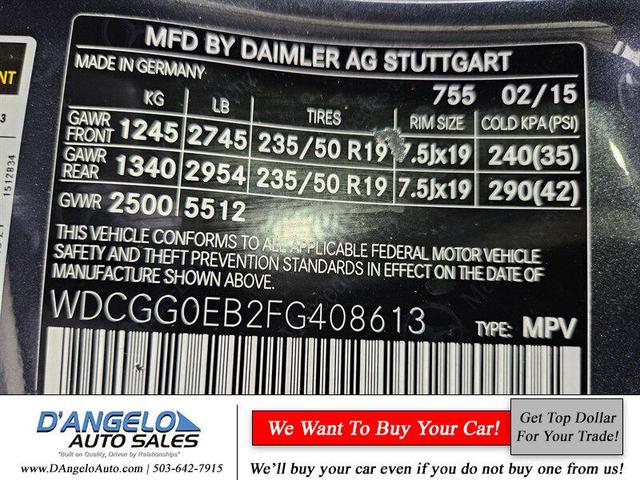 MFD BY DAIMLER AG STUTTGART
MADE IN GERMANY
755 02/15
KG LB TIRES RIM SIZE COLD KPA(PSI)
GAWR FRONT 1245 2745 235/50 R19 7.5Jx19 240(35)
GAWR REAR 1340 2954 235/50 R19 7.5Jx19 290(42)
GWR 2500 5512
THIS VEHICLE CONFORMS TO ALL APPLICABLE FEDERAL MOTOR VEHICLE
SAFETY AND THEFT PREVENTION STANDARDS IN EFFECT ON THE DATE OF
MANUFACTURE SHOWN ABOVE.
WDCGG0EB2FG408613 TYPE: MPV
1512834
D'ANGELO
AUTO SALES
"Built on Quality, Driven by Relationships"
www.DAngeloAuto.com | 503-642-7915
We Want To Buy Your Car!
Get Top Dollar
For Your Trade!
We'll buy your car even if you do not buy one from us!